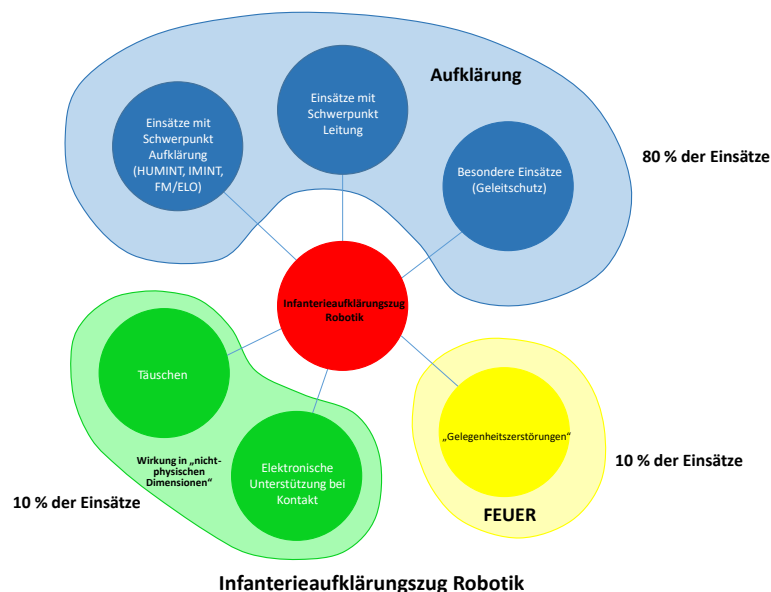 Aufklärung
Einsätze mit
Schwerpunkt
Leitung
Einsätze mit
Schwerpunkt
Aufklärung
(HUMINT, IMINT,
FM/ELO)
80 % der Einsätze
Besondere Einsätze
(Geleitschutz)
Infanterieaufklärungszug
Robotik
Täuschen
„Gelegenheitszerstörungen“
Wirkung in „nicht-
physischen
Dimensionen“
10 % der Einsätze
Elektronische
Unterstützung bei
Kontakt
10 % der Einsätze
FEUER
Infanterieaufklärungszug Robotik